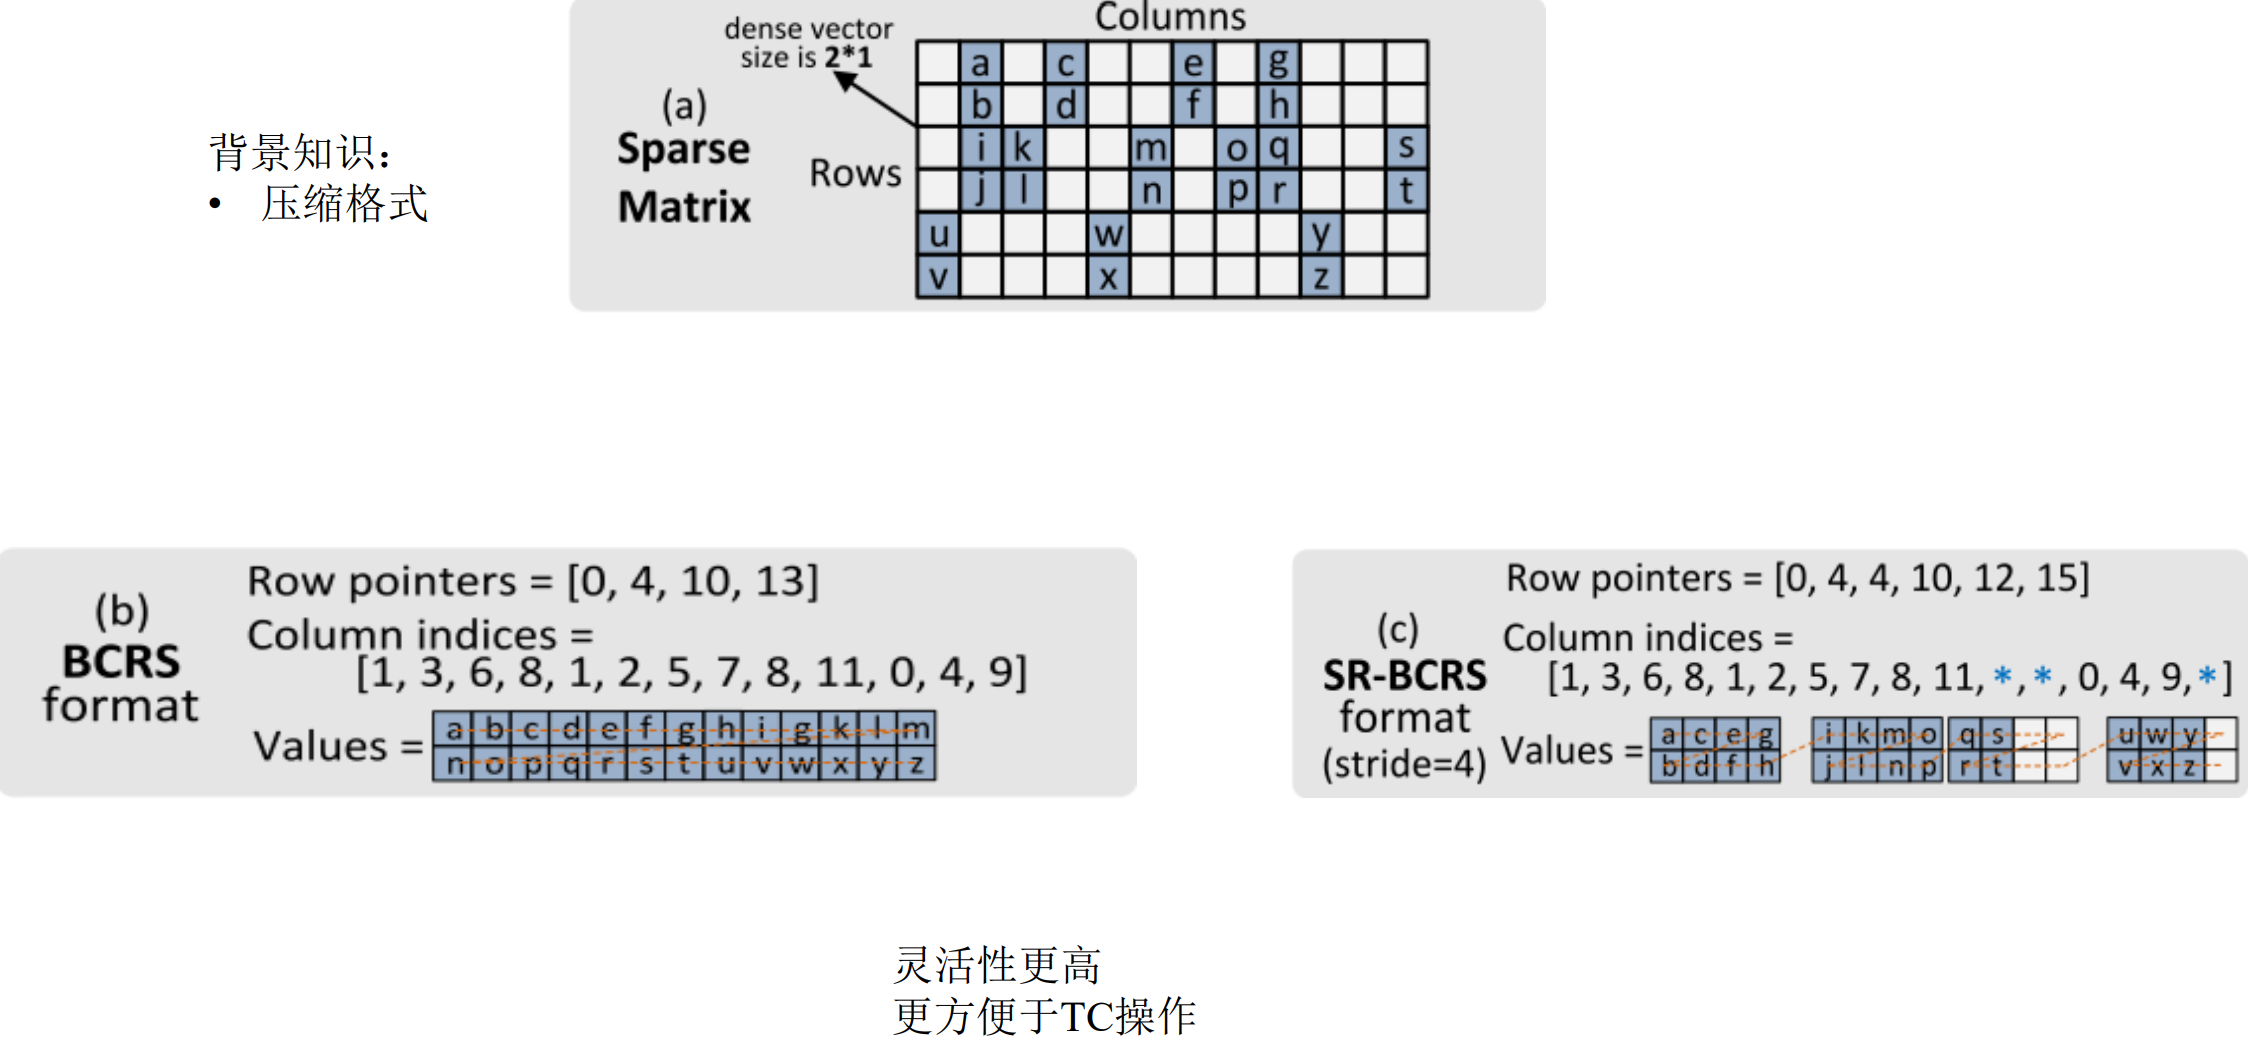 背景知识：
• 压缩格式
dense vector
size is 2*1
Columns
(a)
Sparse
Matrix
Rows
a c e g
b d f h
i k m o q s
j l n p r t
u w y
v x z
(b)
BCRS
format
Row pointers = [0, 4, 10, 13]
Column indices =
[1, 3, 6, 8, 1, 2, 5, 7, 8, 11, 0, 4, 9]
Values =
a b c d e f g h i g k l m
n o p q r s t u v w x y z
(c)
SR-BCRS
format
(stride=4)
Row pointers = [0, 4, 4, 10, 12, 15]
Column indices =
[1, 3, 6, 8, 1, 2, 5, 7, 8, 11, *, *, 0, 4, 9, *]
Values =
a c e g i k m o q s u w y
b d f h j l n p r t v x z
灵活性更高
更方便于TC操作